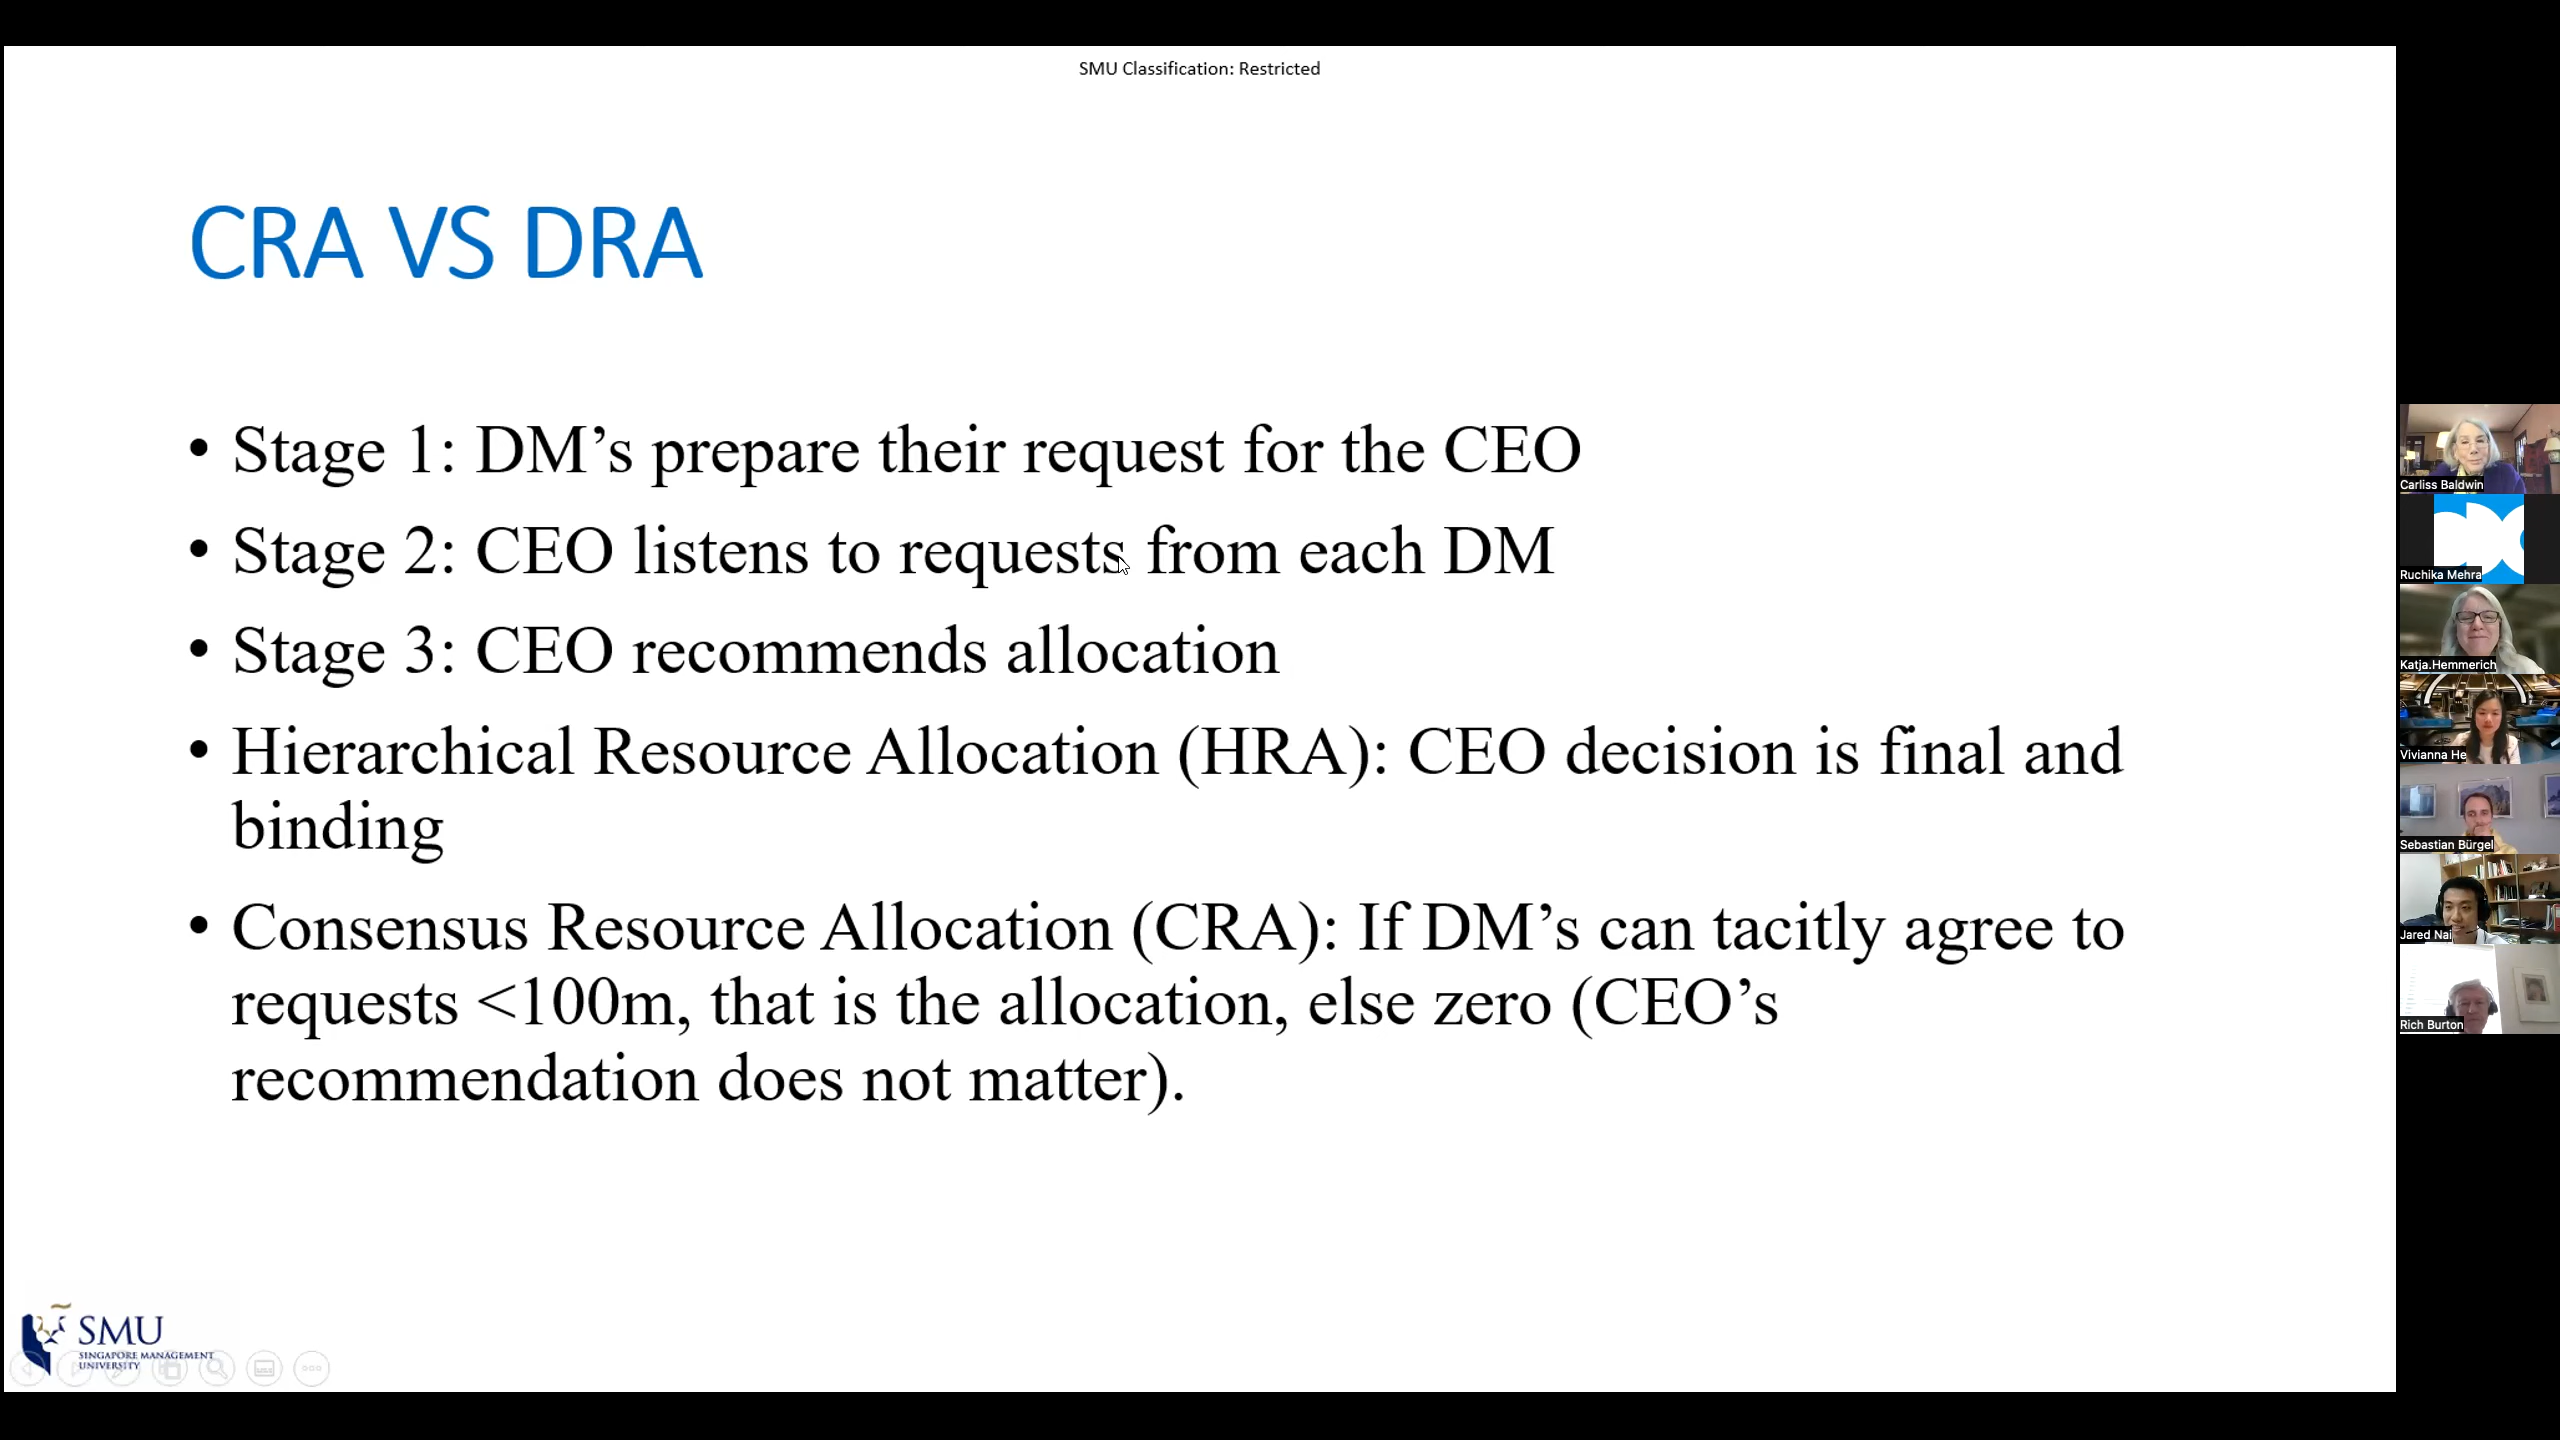 SMU Classification: Restricted
CRA VS DRA
• Stage 1: DM’s prepare their request for the CEO
• Stage 2: CEO listens to requests from each DM
• Stage 3: CEO recommends allocation
• Hierarchical Resource Allocation (HRA): CEO decision is final and
binding
• Consensus Resource Allocation (CRA): If DM’s can tacitly agree to
requests <100m, that is the allocation, else zero (CEO’s
recommendation does not matter).
SMU
SINGAPORE MANAGEMENT
UNIVERSITY
Carliss Baldwin
Ruchika Mehra
Katja.Hemmerich
Vivianna He
Sebastian Bürgel
Jared Nai
Rich Burton